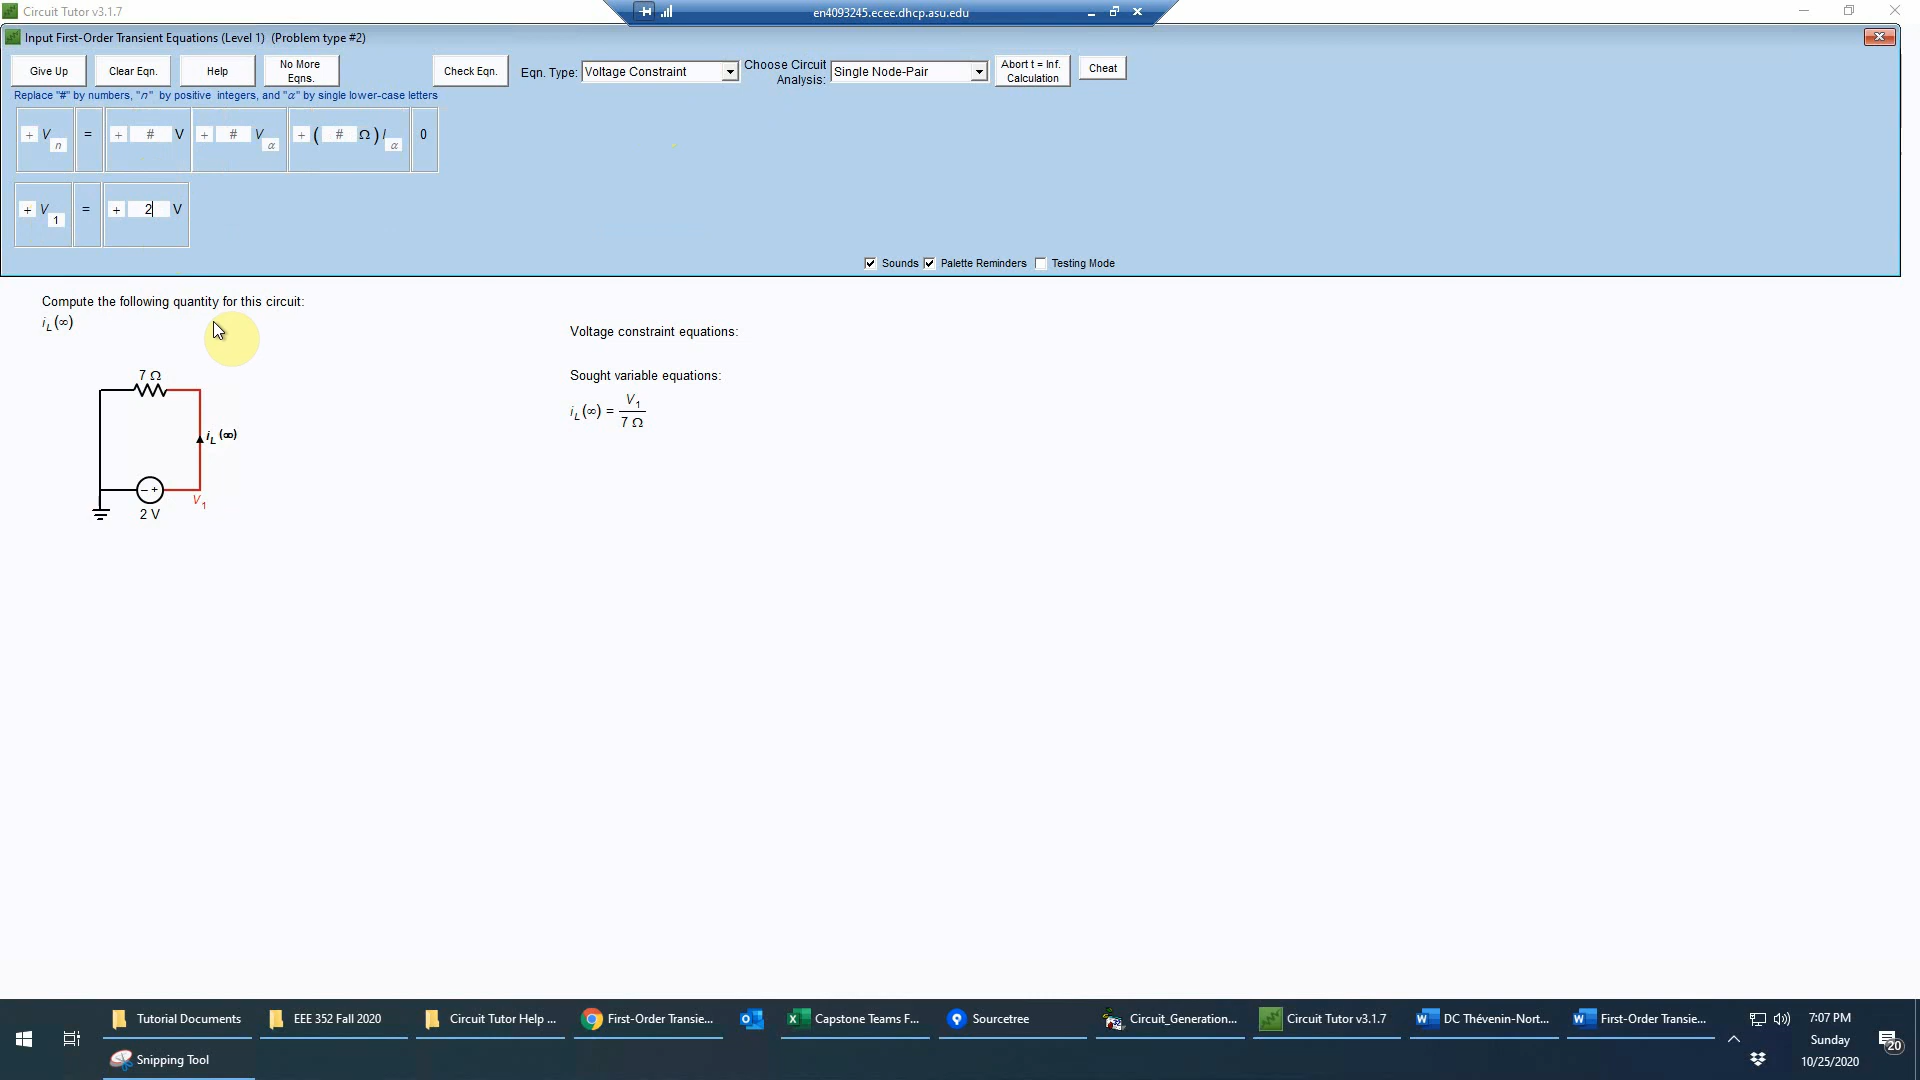 Circuit Tutor v3.1.7
en4093245.ecee.dhcp.asu.edu
Input First-Order Transient Equations (Level 1) (Problem type #2)
Give Up
Clear Eqn.
Help
No More Eqns.
Check Eqn.
Eqn. Type:
Voltage Constraint
Choose Circuit Analysis:
Single Node-Pair
Abort t = Inf. Calculation
Cheat
Replace "#" by numbers, "n" by positive integers, and "α" by single lower-case letters
+ V n = + # V + # V α + ( # Ω ) I α 0
+ V 1 = + 2 V
Sounds
Palette Reminders
Testing Mode
Compute the following quantity for this circuit:
i L (∞)
Voltage constraint equations:
Sought variable equations:
i L (∞) = V 1 / 7 Ω
7 Ω
i L (∞)
− +
V 1
2 V
Tutorial Documents
EEE 352 Fall 2020
Circuit Tutor Help ...
First-Order Transie...
Capstone Teams F...
Sourcetree
Circuit_Generation...
Circuit Tutor v3.1.7
DC Thévenin-Nort...
First-Order Transie...
Snipping Tool
7:07 PM
Sunday
10/25/2020
20